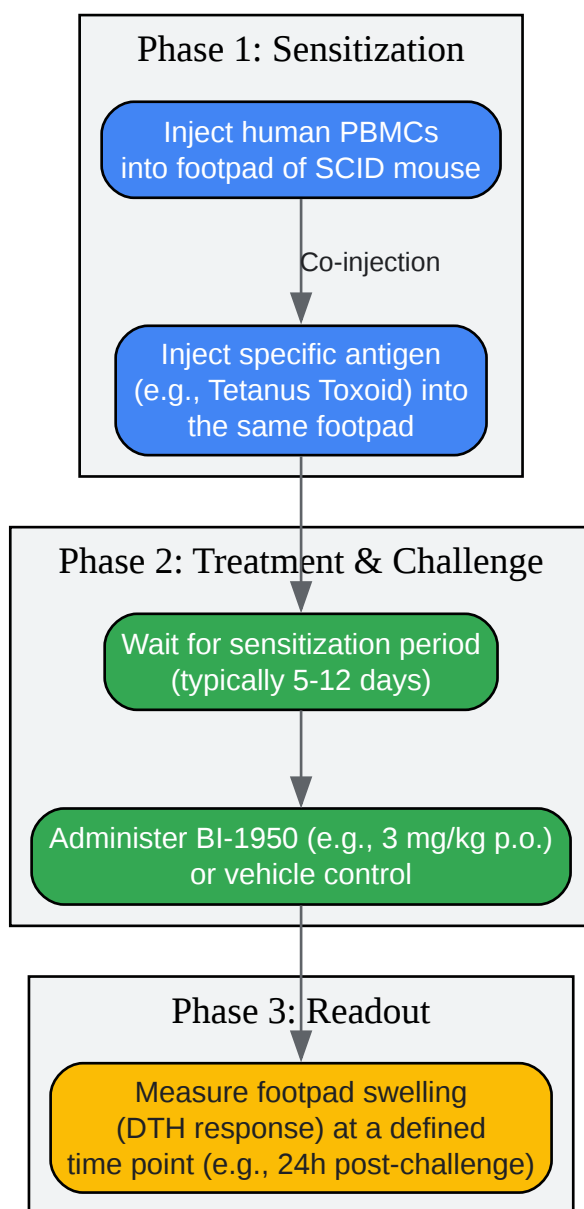 Phase 1: Sensitization
Inject human PBMCs
into footpad of SCID mouse
Co-injection
Inject specific antigen
(e.g., Tetanus Toxoid) into
the same footpad
Phase 2: Treatment & Challenge
Wait for sensitization period
(typically 5-12 days)
Administer BI-1950 (e.g., 3 mg/kg p.o.)
or vehicle control
Phase 3: Readout
Measure footpad swelling
(DTH response) at a defined
time point (e.g., 24h post-challenge)